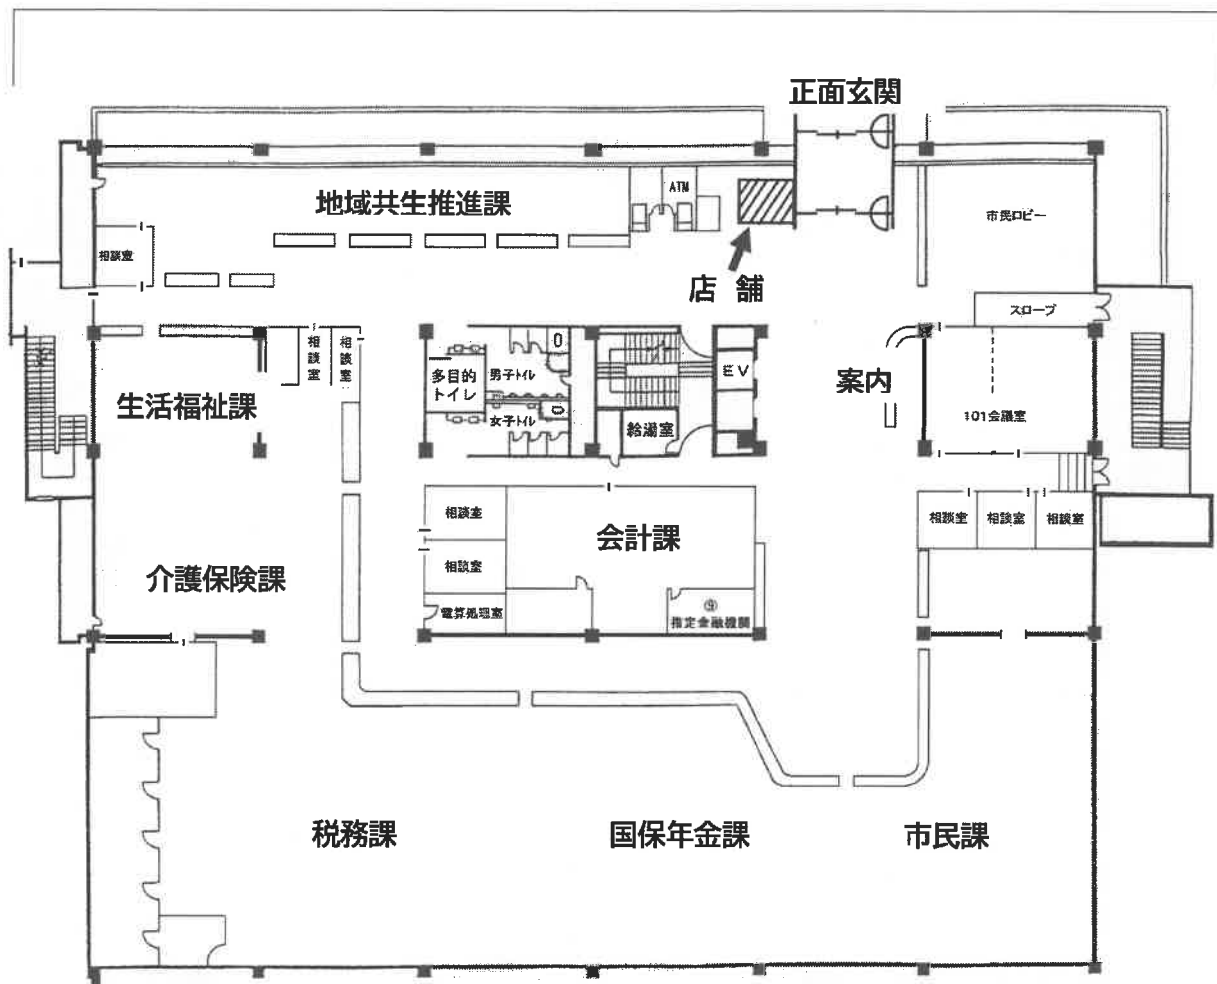 正面玄関
地域共生推進課
ATM
市民ロビー
相談室
店舗
スロープ
相談室
相談室
多目的
トイレ
男子トイレ
女子トイレ
EV
給湯室
案内
101会議室
生活福祉課
相談室
相談室
相談室
相談室
会計課
相談室
介護保険課
電算処理室
⑨
指定金融機関
税務課
国保年金課
市民課